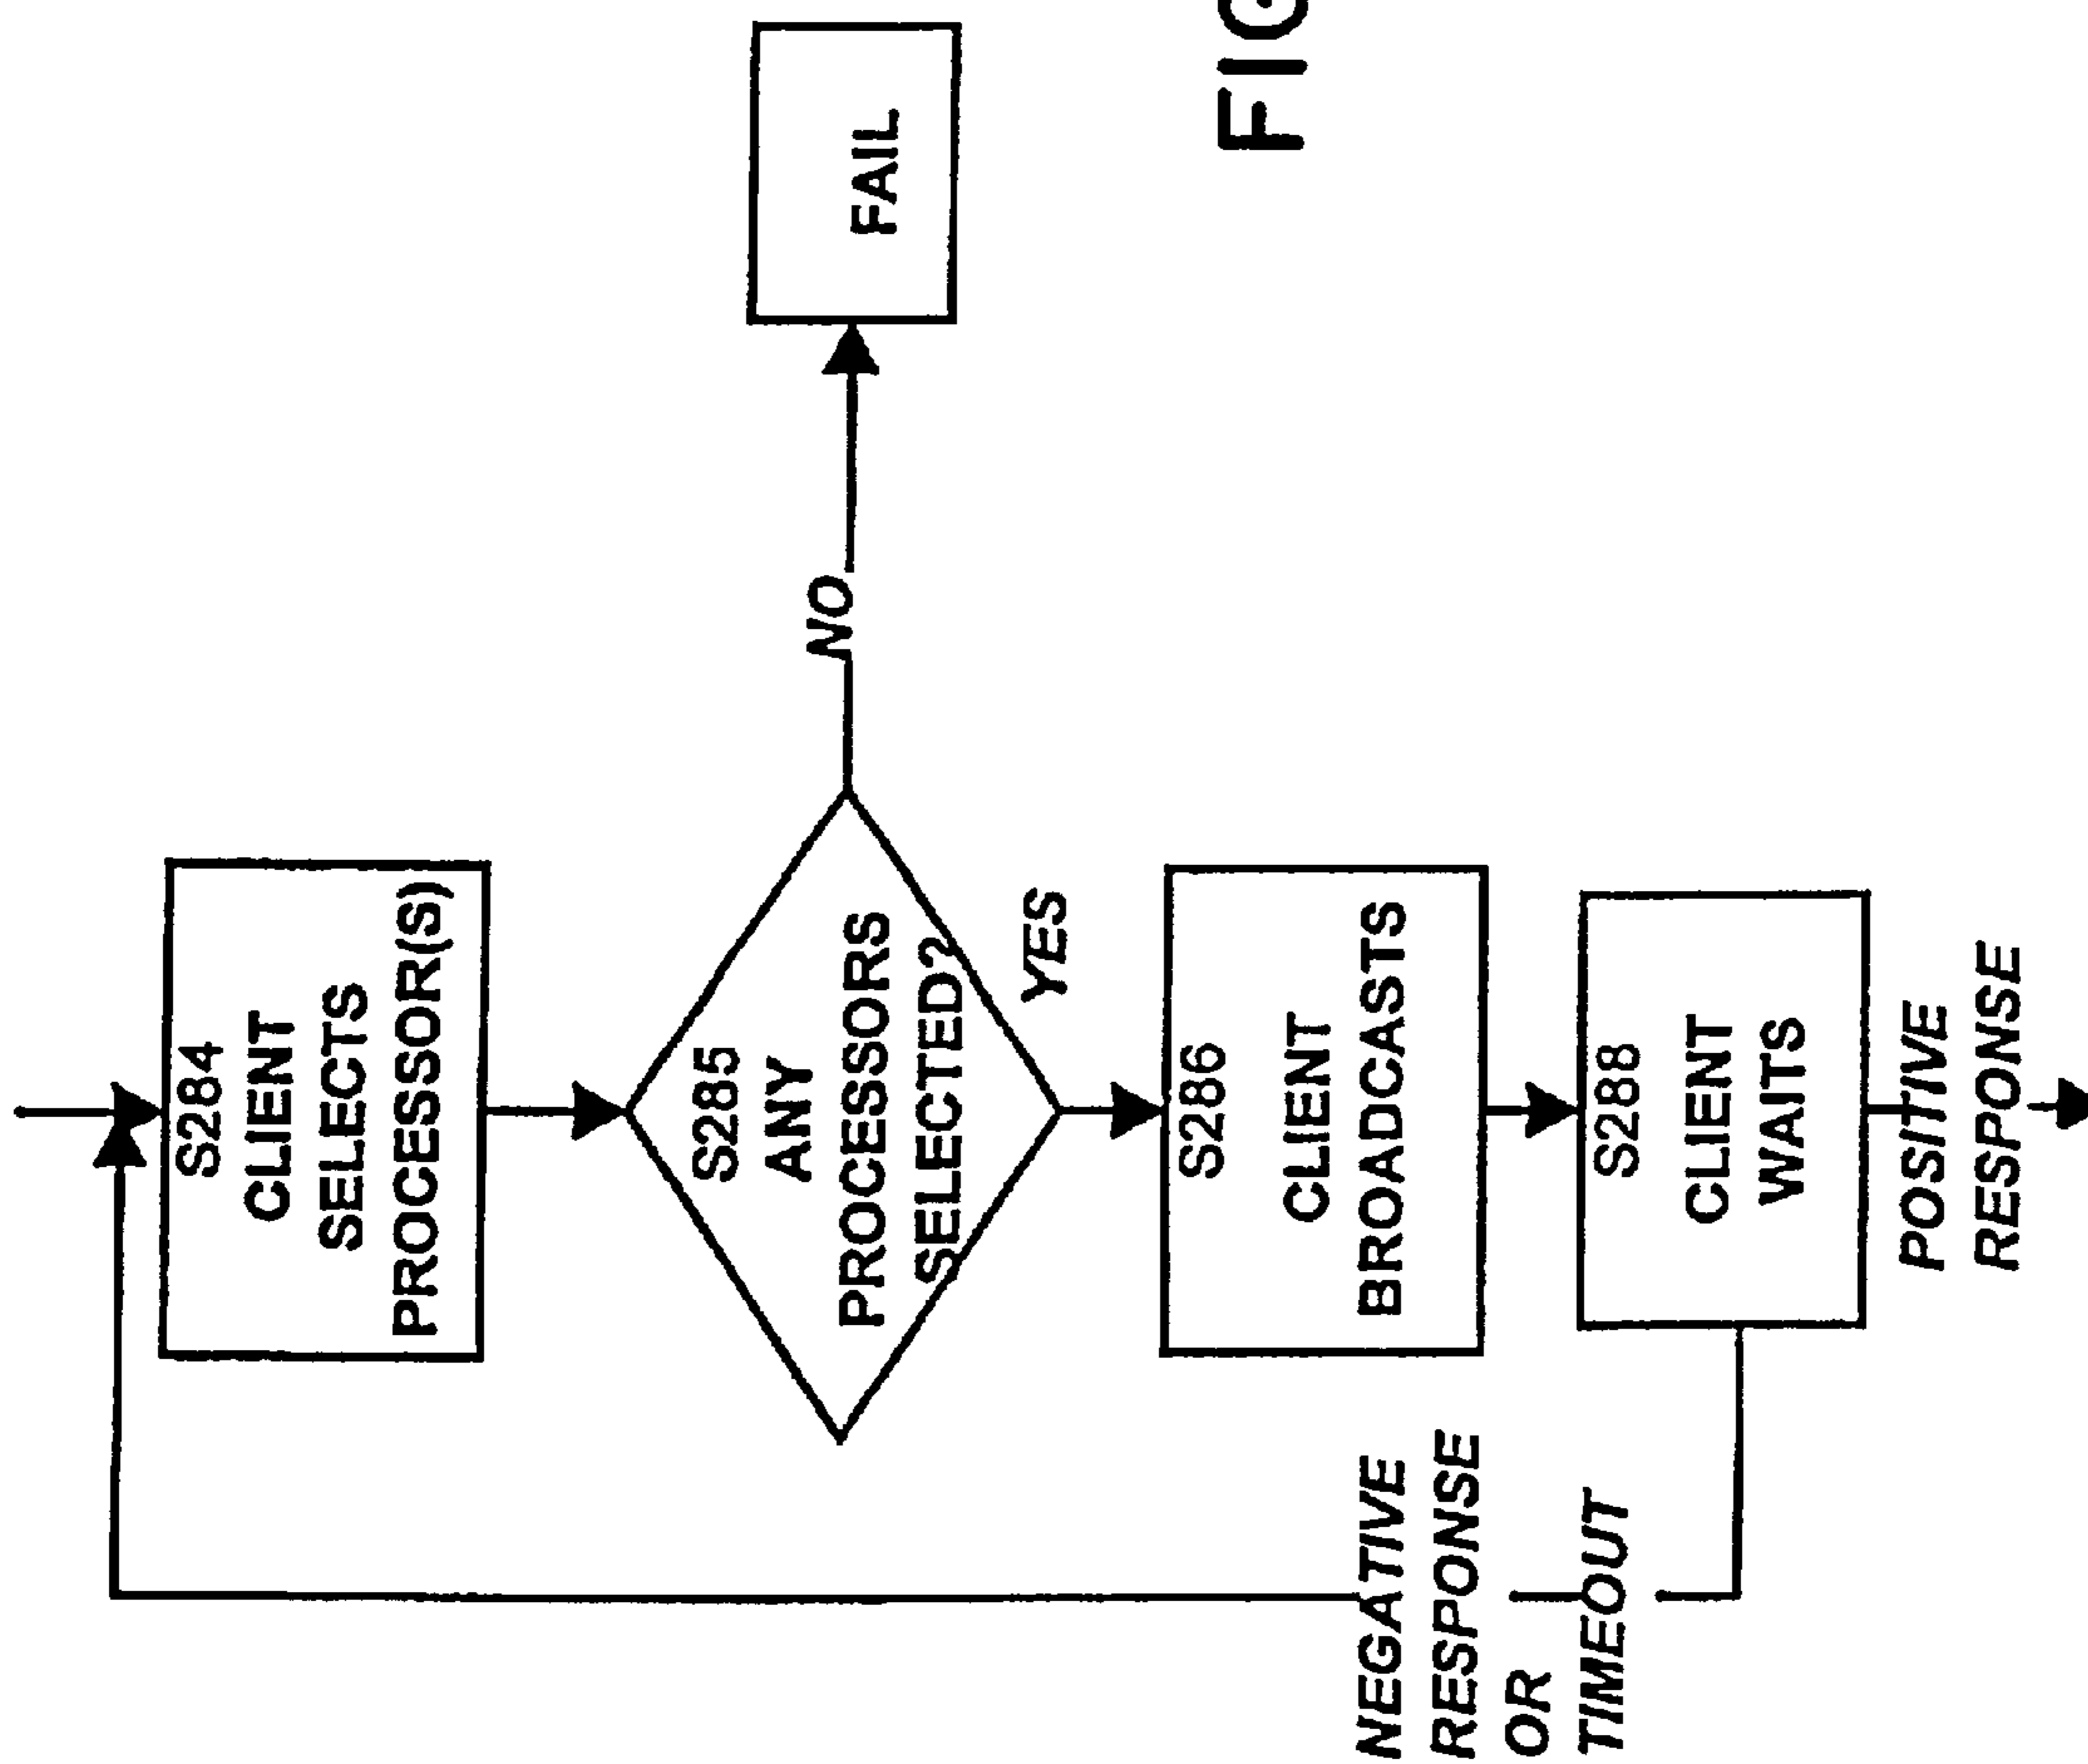 S284
CLIENT
SELECTS
PROCESSOR(S)
S285
ANY
PROCESSORS
SELECTED?
NO
FAIL
YES
S286
CLIENT
BROADCASTS
S288
CLIENT
WAITS
NEGATIVE
RESPONSE
OR
TIMEOUT
POSITIVE
RESPONSE
FIG